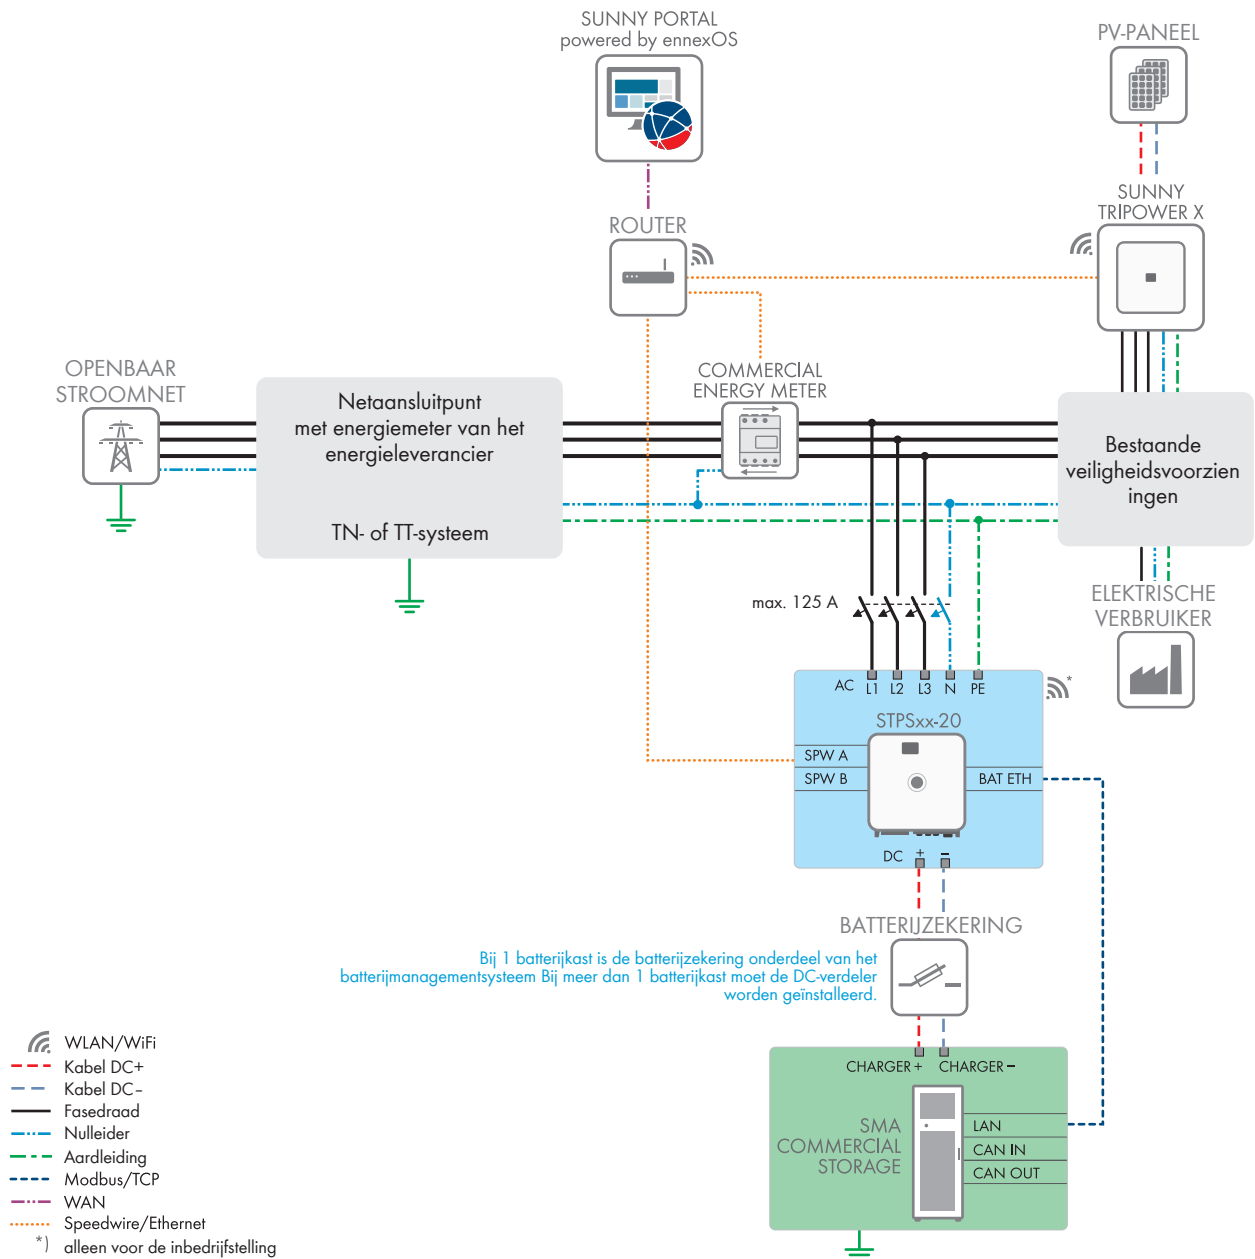 SUNNY PORTAL
powered by ennexOS
PV-PANEEL
SUNNY
TRIPOWER X
ROUTER
OPENBAAR
STROOMNET
Netaansluitpunt
met energiemeter van het
energieleverancier
TN- of TT-systeem
COMMERCIAL
ENERGY METER
Bestaande
veiligheidsvoorzien
ingen
max. 125 A
ELEKTRISCHE
VERBRUIKER
AC L1 L2 L3 N PE
*
STPSxx-20
SPW A
SPW B
BAT ETH
DC + −
BATTERIJZEKERING
Bij 1 batterijkast is de batterijzekering onderdeel van het
batterijmanagementsysteem Bij meer dan 1 batterijkast moet de DC-verdeler
worden geïnstalleerd.
CHARGER + CHARGER −
SMA
COMMERCIAL
STORAGE
LAN
CAN IN
CAN OUT
WLAN/WiFi
Kabel DC+
Kabel DC−
Fasedraad
Nulleider
Aardleiding
Modbus/TCP
WAN
Speedwire/Ethernet
*) alleen voor de inbedrijfstelling